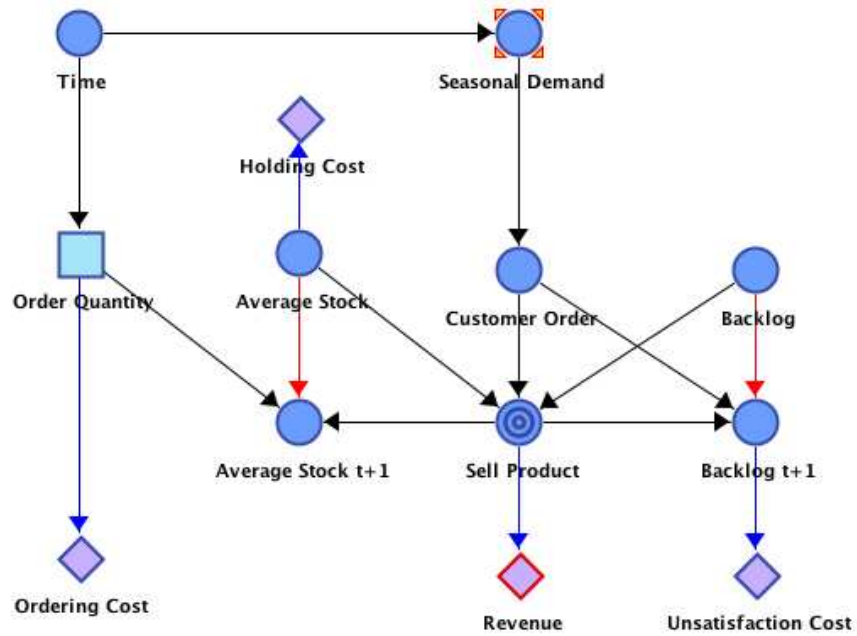 Time
Seasonal Demand
Holding Cost
Order Quantity
Average Stock
Customer Order
Backlog
Average Stock t+1
Sell Product
Backlog t+1
Ordering Cost
Revenue
Unsatisfaction Cost